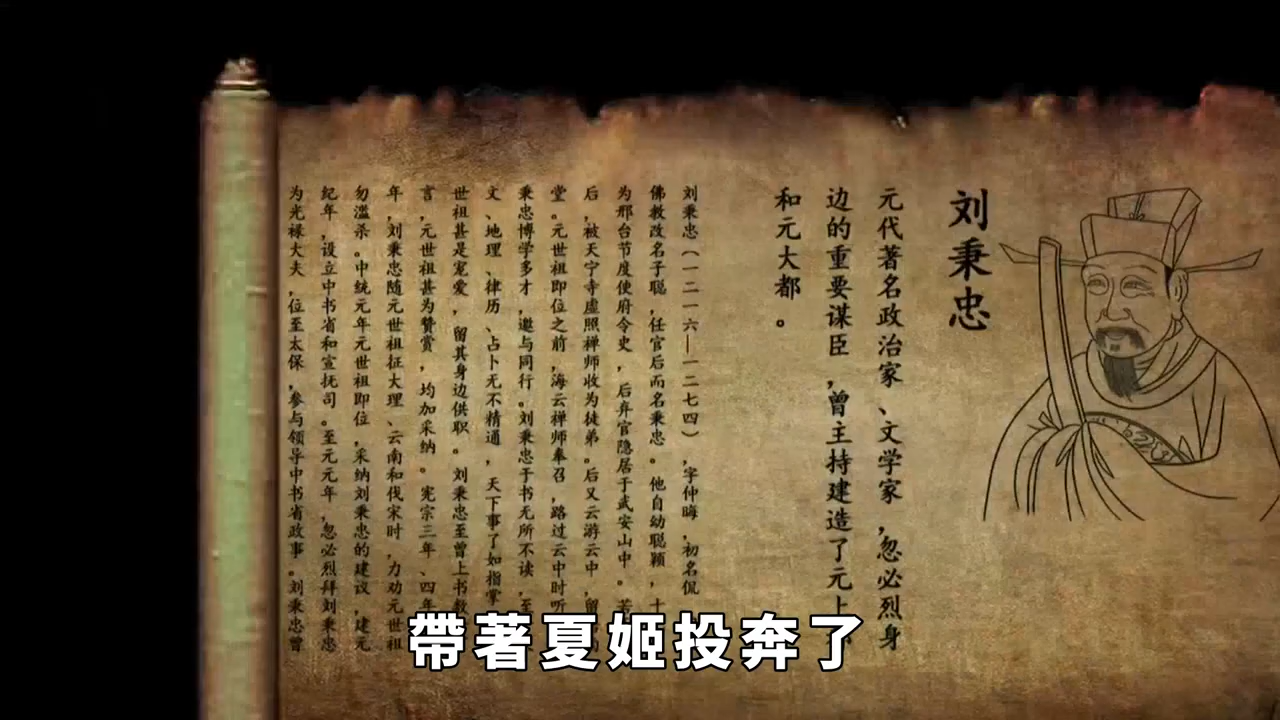 刘秉忠
元代著名政治家、文学家,忽必烈身
边的重要谋臣,曾主持建造了元上
和元大都。
刘秉忠(一二一六—一二七四),字仲晦,初名侃
佛教改名子聪,任官后而名秉忠。他自幼聪颖,十
为邢台节度使府令史,后弃官隐居于武安山中。若
后,被天宁寺虚照禅师收为徒弟。后又云游云中,留
堂。元世祖即位之前,海云禅师奉召,路过云中时听
秉忠博学多才,邀与同行。刘秉忠于书无所不读,至
文、地理、律历、占卜无不精通,天下事了如指掌
世祖甚是宠爱,留其身边供职。刘秉忠至曾上书数
言,元世祖甚为赞赏,均加采纳。宪宗三年、四年
年,刘秉忠随元世祖征大理、云南和伐宋时,力劝元世祖
勿滥杀。中统元年元世祖即位,采纳刘秉忠的建议,建元
纪年,设立中书省和宣抚司。至元元年,忽必烈拜刘秉忠
为光禄大夫,位至太保,参与领导中书省政事。刘秉忠曾
帶著夏姬投奔了